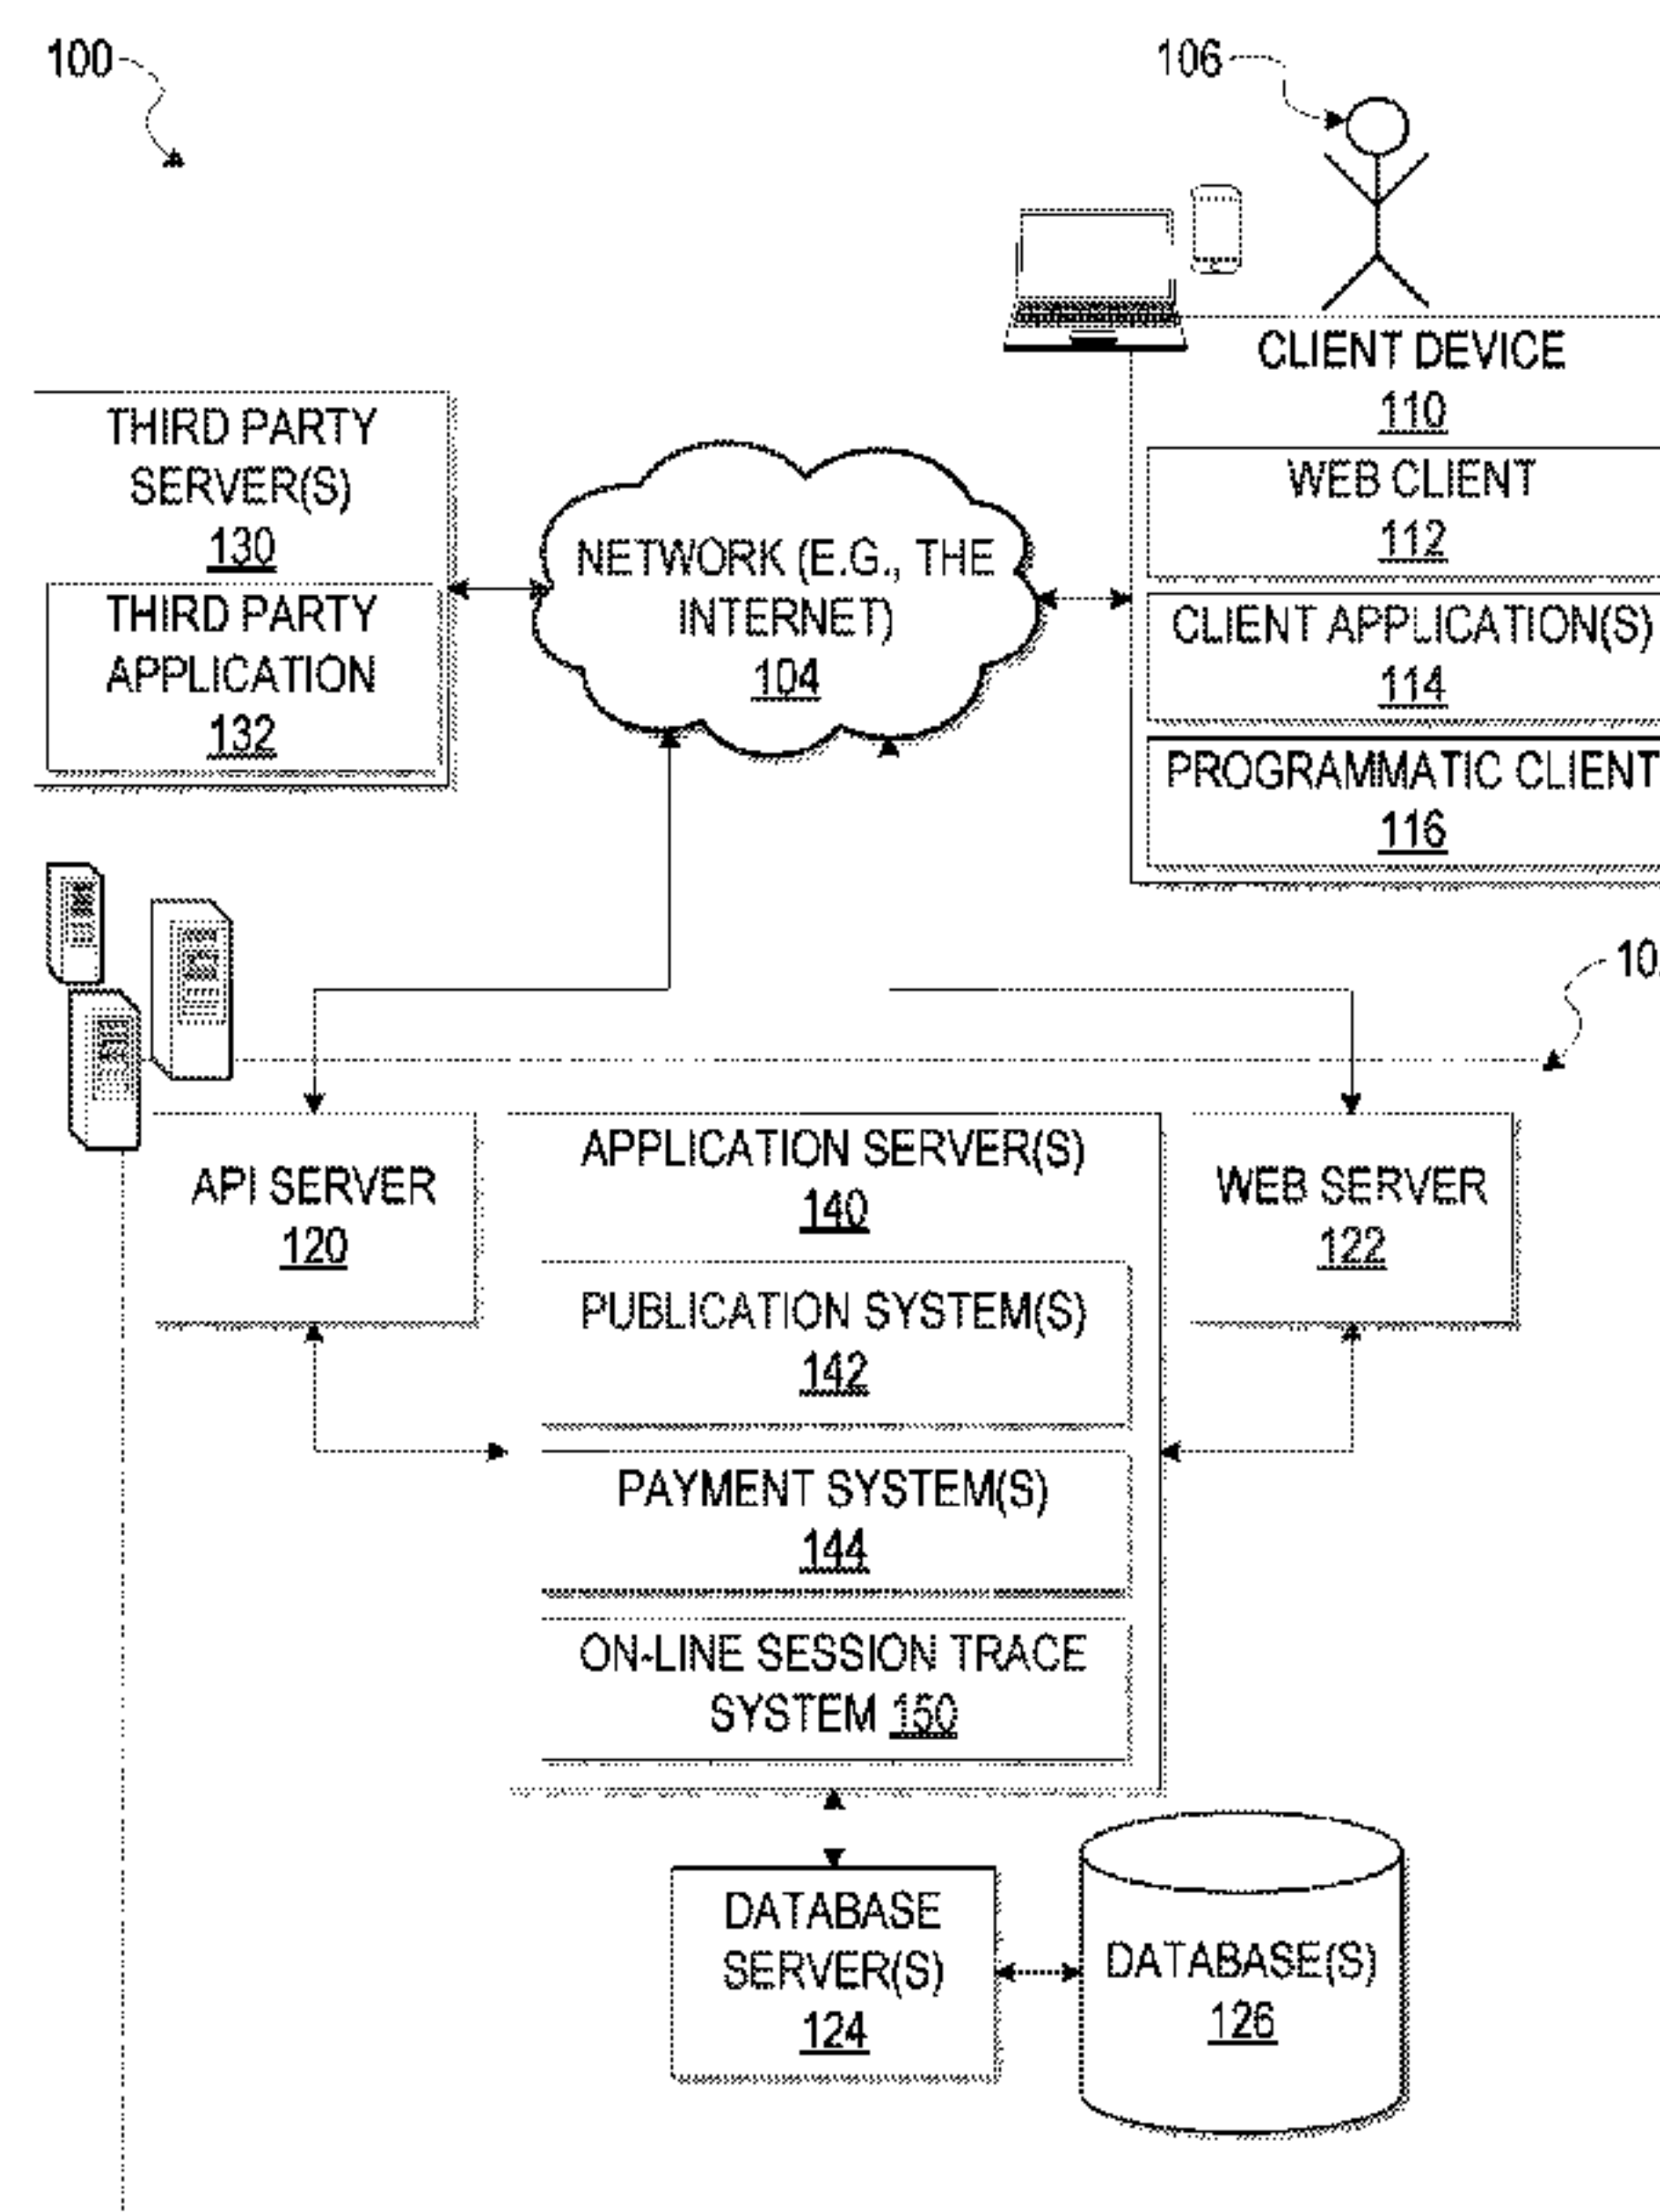 100
106
CLIENT DEVICE
110
WEB CLIENT
112
CLIENT APPLICATION(S)
114
PROGRAMMATIC CLIENT
116
THIRD PARTY
SERVER(S)
130
THIRD PARTY
APPLICATION
132
NETWORK (E.G., THE
INTERNET)
104
API SERVER
120
APPLICATION SERVER(S)
140
PUBLICATION SYSTEM(S)
142
PAYMENT SYSTEM(S)
144
ON-LINE SESSION TRACE
SYSTEM 150
WEB SERVER
122
DATABASE
SERVER(S)
124
DATABASE(S)
126